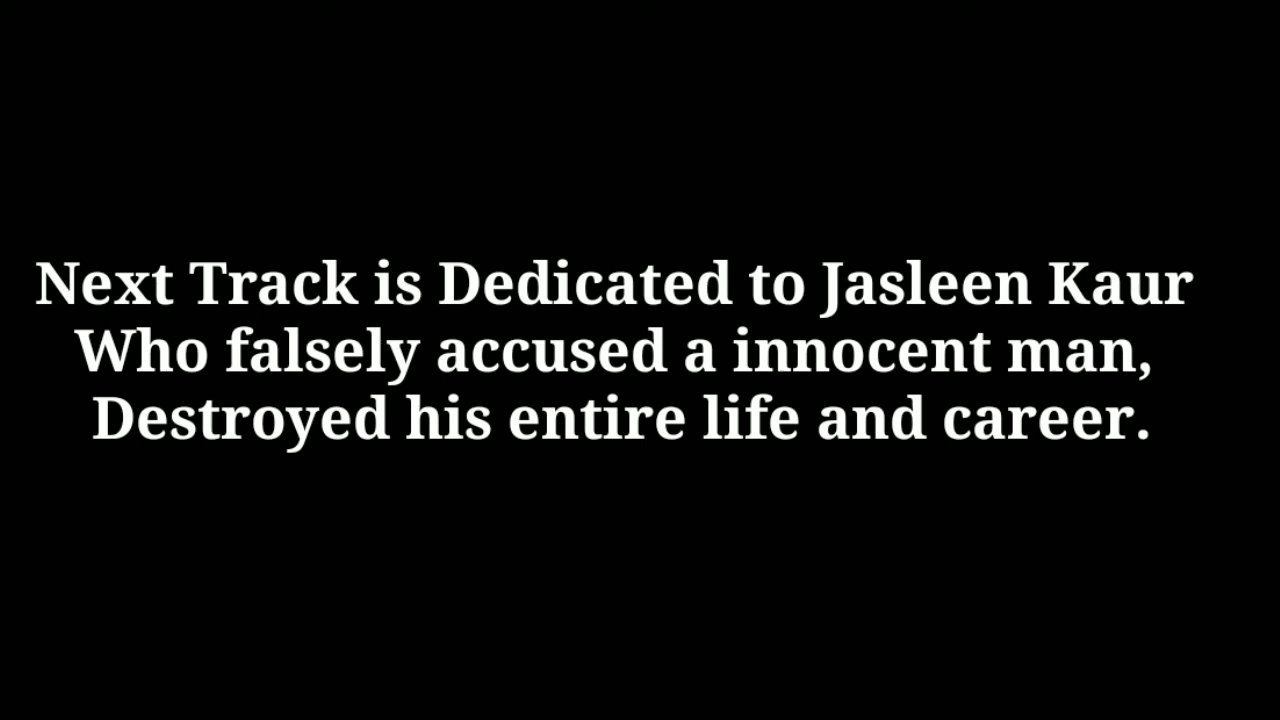 Next Track is Dedicated to Jasleen Kaur
Who falsely accused a innocent man,
Destroyed his entire life and career.